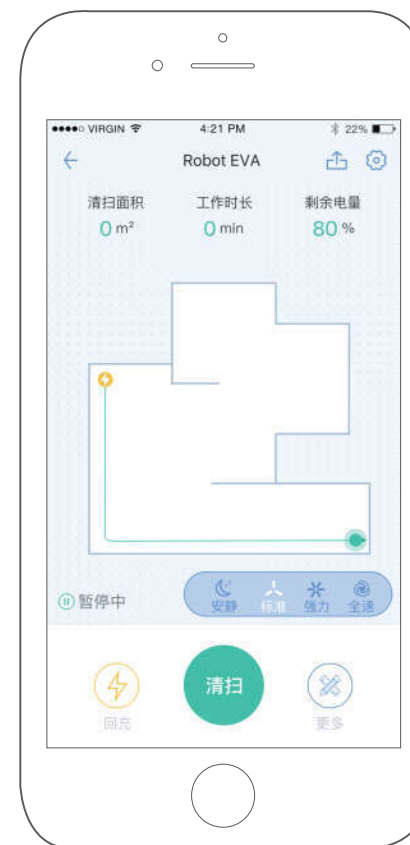 VIRGIN 4:21 PM 22%
Robot EVA
清扫面积 工作时长 剩余电量
0 m² 0 min 80 %
暂停中
安静 标准 强力 全速
清扫
回充 更多